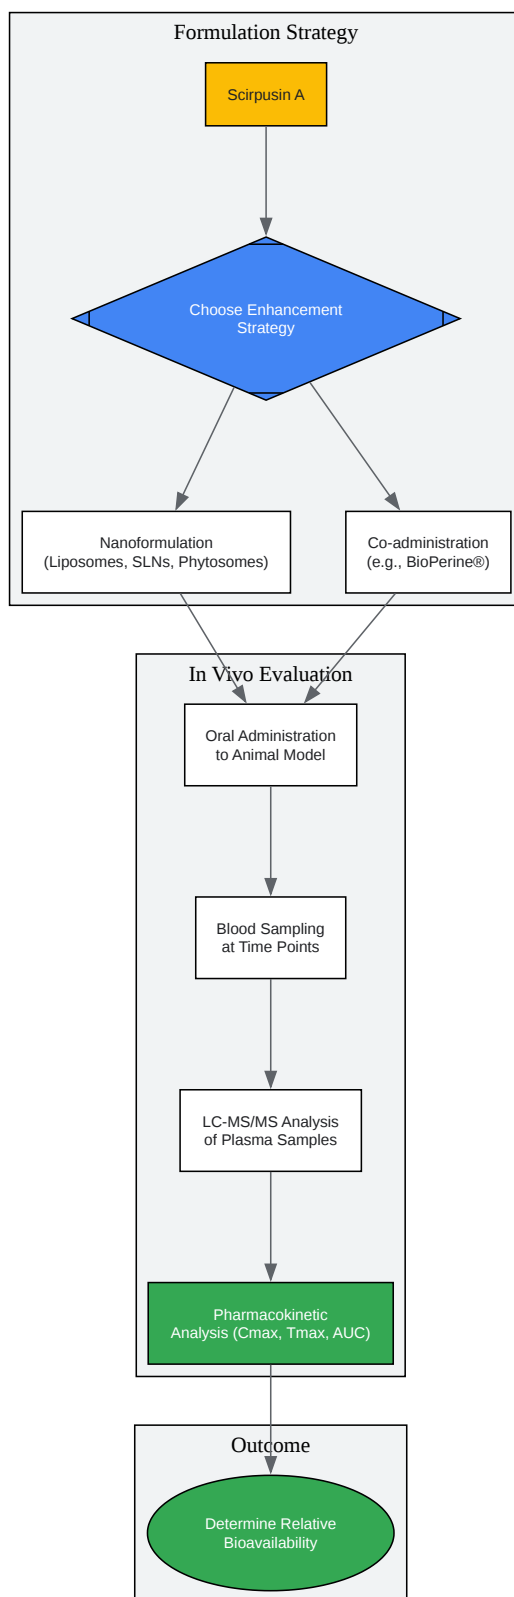 Formulation Strategy
Scirpusin A
Choose Enhancement
Strategy
Nanoformulation
(Liposomes, SLNs, Phytosomes)
Co-administration
(e.g., BioPerine®)
In Vivo Evaluation
Oral Administration
to Animal Model
Blood Sampling
at Time Points
LC-MS/MS Analysis
of Plasma Samples
Pharmacokinetic
Analysis (Cmax, Tmax, AUC)
Outcome
Determine Relative
Bioavailability